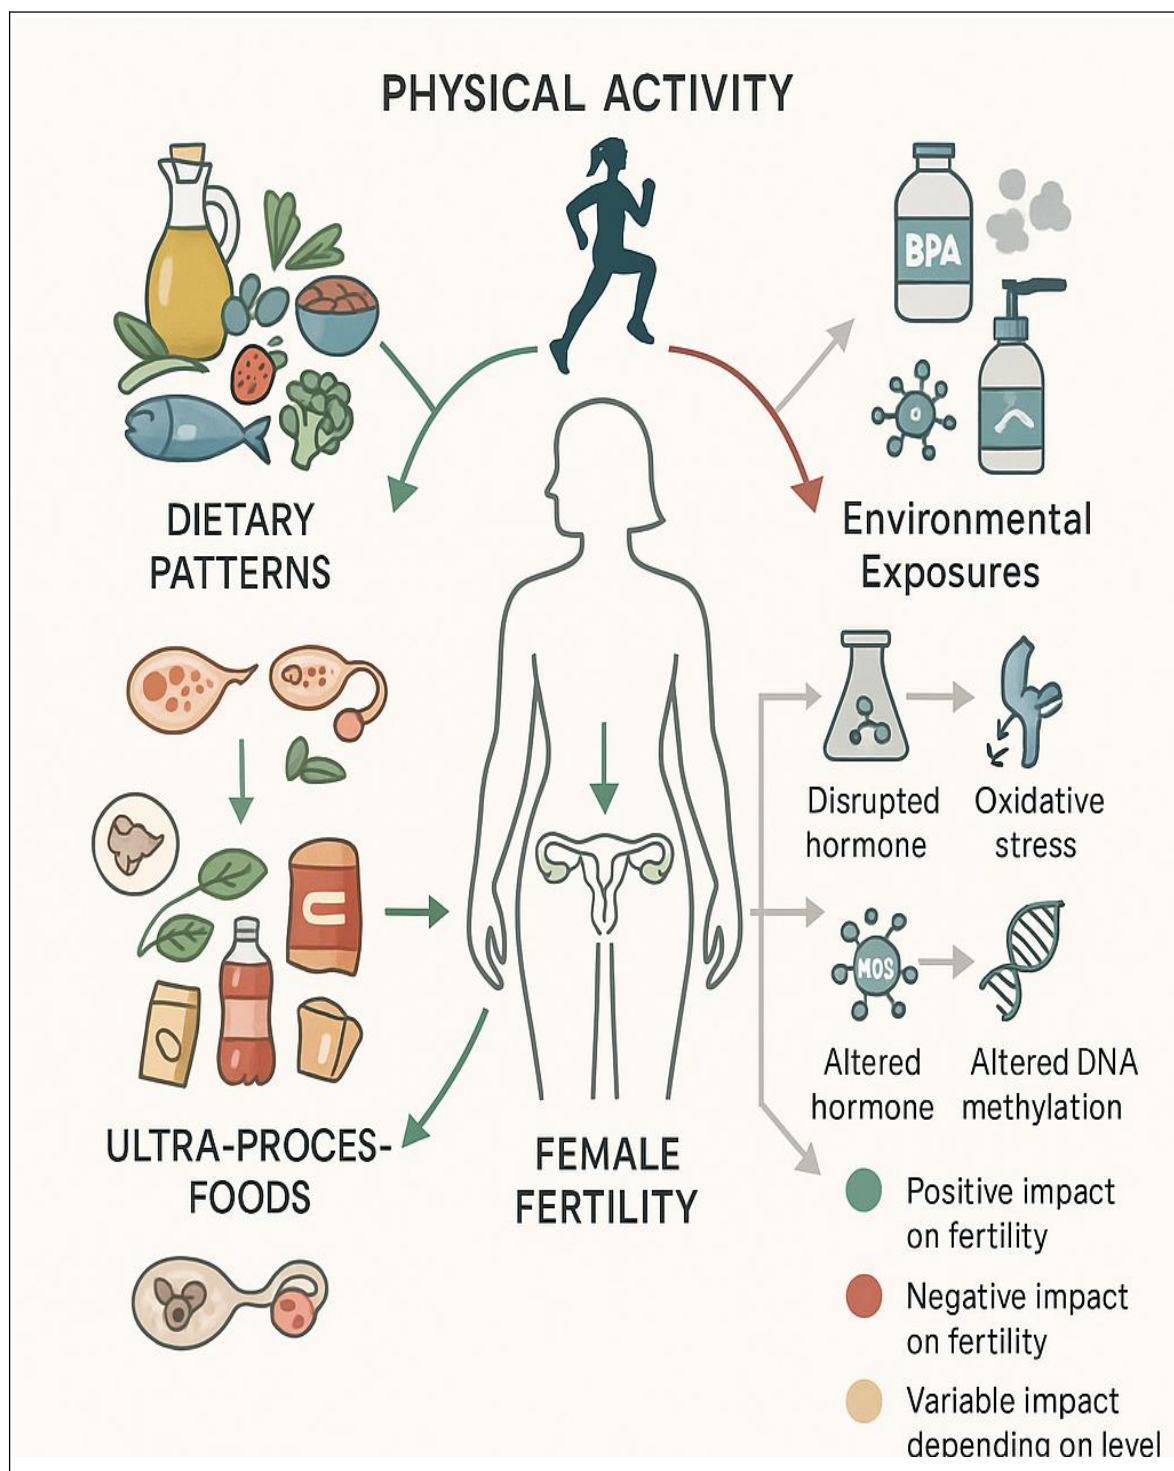 PHYSICAL ACTIVITY
BPA
DIETARY
PATTERNS
Environmental
Exposures
Disrupted
hormone
Oxidative
stress
MOS
Altered
hormone
Altered DNA
methylation
ULTRA-PROCES-
FOODS
FEMALE
FERTILITY
Positive impact
on fertility
Negative impact
on fertility
Variable impact
depending on level